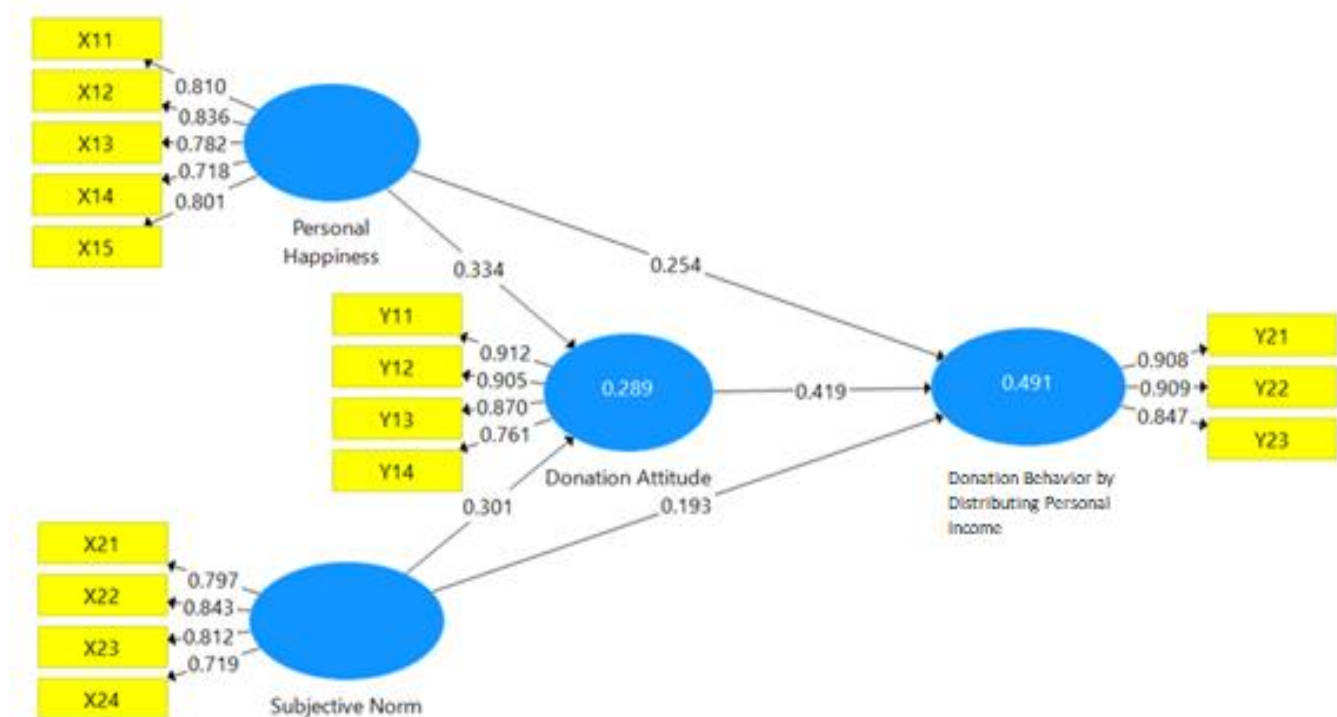 X11
0.810
X12
0.836
X13
0.782
X14
0.718
X15
0.801
Personal
Happiness
0.334
0.254
Y11
0.912
Y12
0.905
Y13
0.870
Y14
0.761
0.289
Donation Attitude
0.419
0.491
Donation Behavior by
Distributing Personal
Income
0.908
Y21
0.909
Y22
0.847
Y23
0.301
0.193
X21
0.797
X22
0.843
X23
0.812
X24
0.719
Subjective Norm